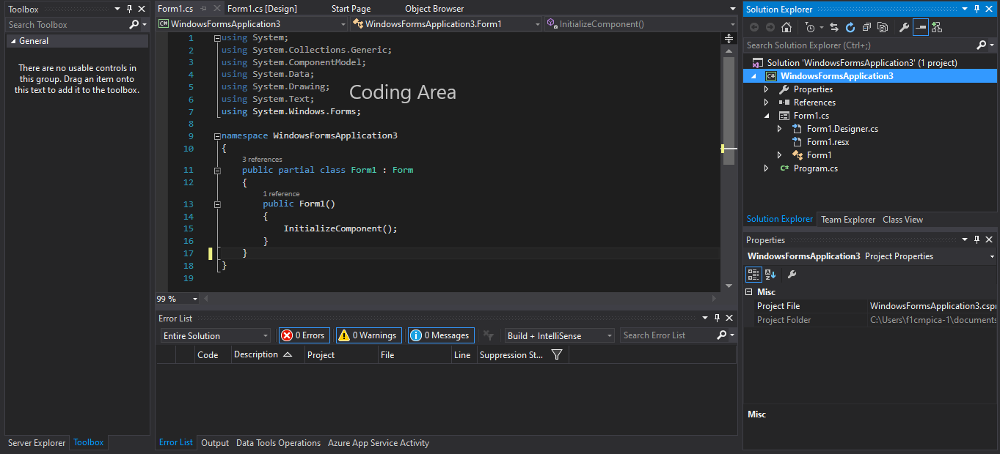 Toolbox
Search Toolbox
General
There are no usable controls in
this group. Drag an item onto
this text to add it to the toolbox.
Server Explorer Toolbox
Form1.cs Form1.cs [Design] Start Page Object Browser
C# WindowsFormsApplication3 WindowsFormsApplication3.Form1 InitializeComponent()
1 using System;
2 using System.Collections.Generic;
3 using System.ComponentModel;
4 using System.Data;
5 using System.Drawing;
Coding Area
6 using System.Text;
7 using System.Windows.Forms;
8
9 namespace WindowsFormsApplication3
10 {
3 references
11 public partial class Form1 : Form
12 {
1 reference
13 public Form1()
14 {
15 InitializeComponent();
16 }
17 }
18 }
19
99 %
Error List
Entire Solution 0 Errors 0 Warnings 0 Messages Build + IntelliSense Search Error List
Code Description Project File Line Suppression St...
Error List Output Data Tools Operations Azure App Service Activity
Solution Explorer
Search Solution Explorer (Ctrl+;)
Solution 'WindowsFormsApplication3' (1 project)
C# WindowsFormsApplication3
Properties
References
Form1.cs
Form1.Designer.cs
Form1.resx
Form1
C# Program.cs
Solution Explorer Team Explorer Class View
Properties
WindowsFormsApplication3 Project Properties
Misc
Project File WindowsFormsApplication3.cspr
Project Folder C:\Users\f1cmpica-1\documents
Misc